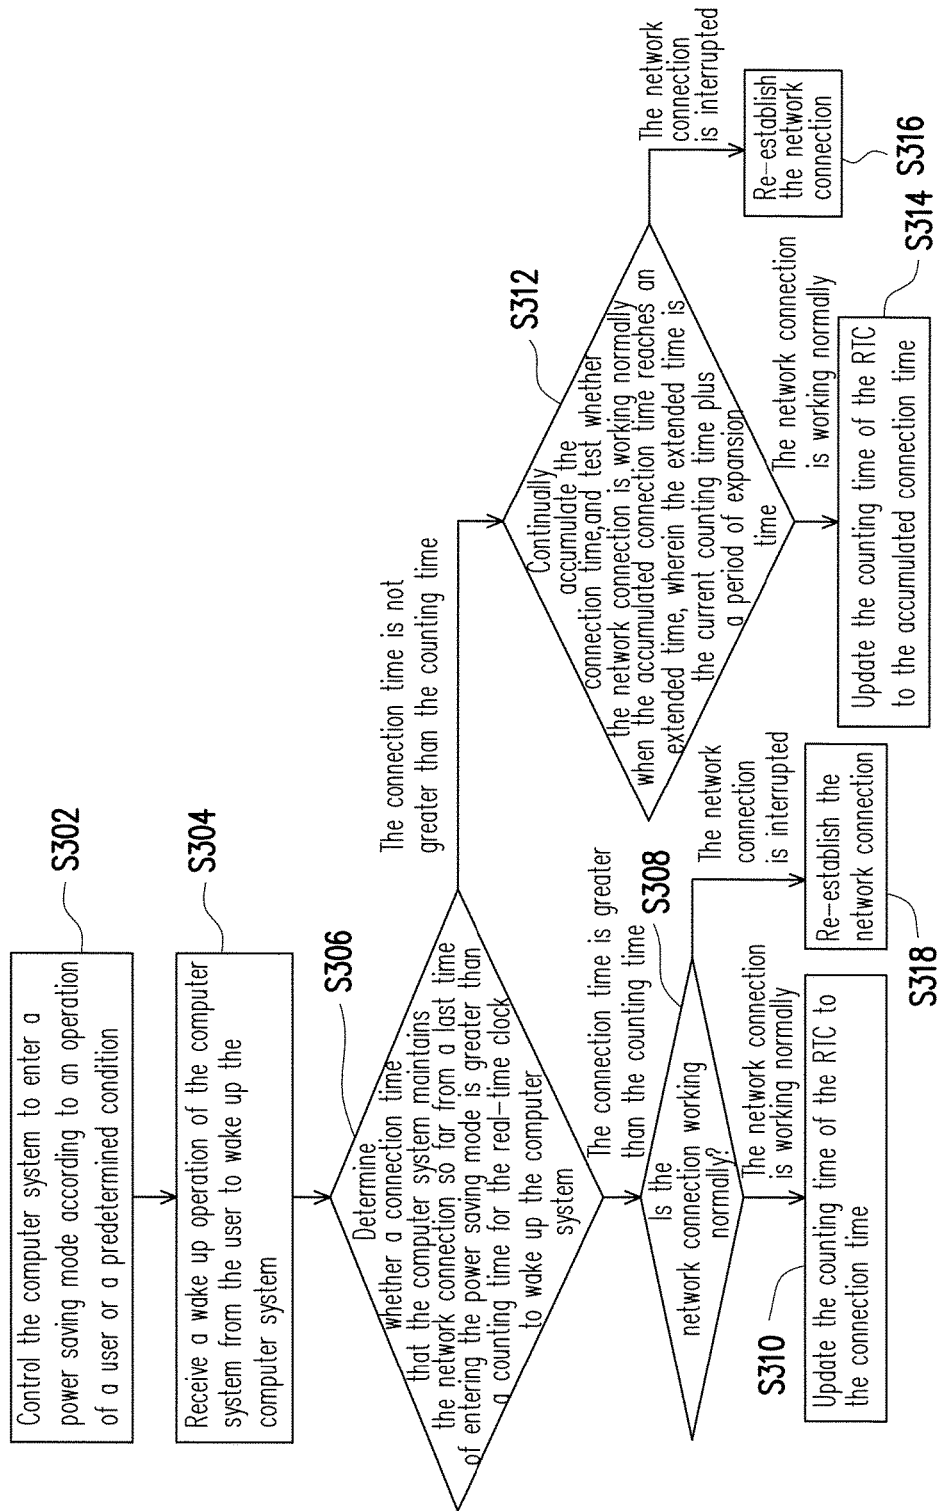 Control the computer system to enter a
power saving mode according to an operation
of a user or a predetermined condition
S302
Receive a wake up operation of the computer
system from the user to wake up the
computer system
S304
Determine
whether a connection time
that the computer system maintains
the network connection so far from a last time
of entering the power saving mode is greater than
a counting time for the real-time clock
to wake up the computer
system
S306
The connection time is not
greater than the counting time
The connection time is greater
than the counting time
Is the
network connection working
normally?
S308
The network connection
is working normally
The network
connection
is interrupted
S310
Update the counting time of the RTC to
the connection time
Re-establish the
network connection
S318
Continually
accumulate the
connection time,and test whether
the network connection is working normally
when the accumulated connection time reaches an
extended time, wherein the extended time is
the current counting time plus
a period of expansion
time
S312
The network connection
is working normally
The network
connection
is interrupted
Update the counting time of the RTC
to the accumulated connection time
S314
Re-establish
the network
connection
S316